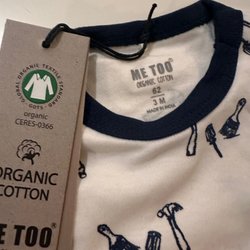 GLOBAL ORGANIC TEXTILE STANDARD
GOTS
organic
CERES-0366
ORGANIC
COTTON
ME TOO
ME TOO
ORGANIC COTTON
62
3 M
MADE IN INDIA